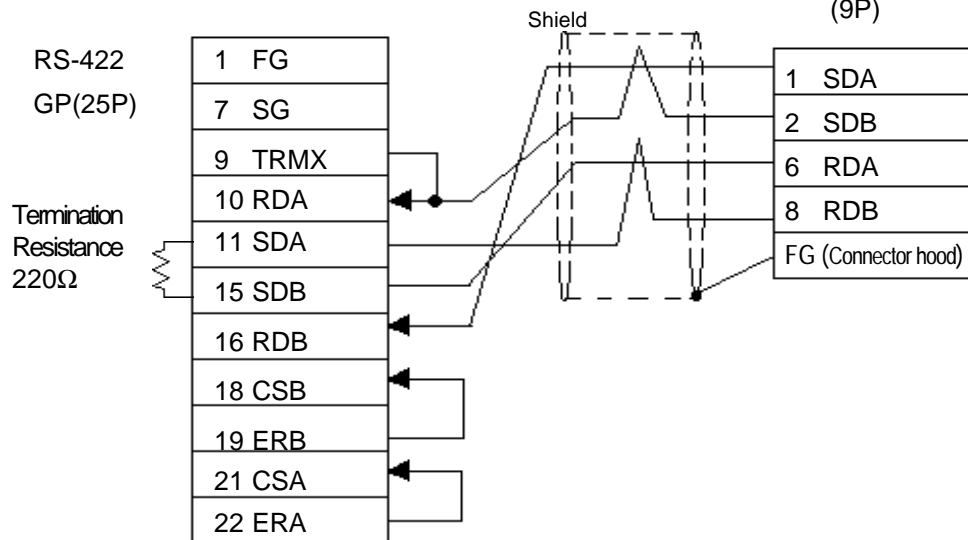 (9P)
Shield
RS-422
GP(25P)
1 FG
7 SG
9 TRMX
10 RDA
11 SDA
15 SDB
16 RDB
18 CSB
19 ERB
21 CSA
22 ERA
Termination
Resistance
220Ω
1 SDA
2 SDB
6 RDA
8 RDB
FG (Connector hood)